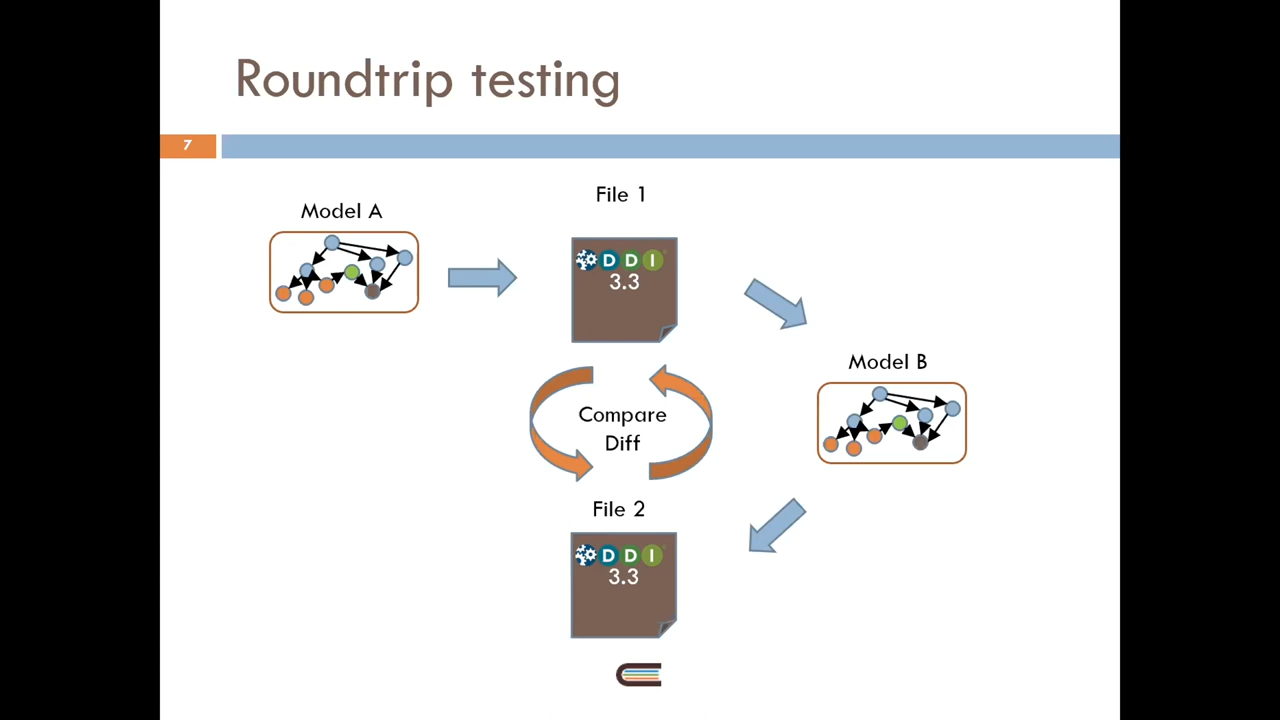 Roundtrip testing
7
Model A
File 1
DDI
3.3
Model B
Compare
Diff
File 2
DDI
3.3